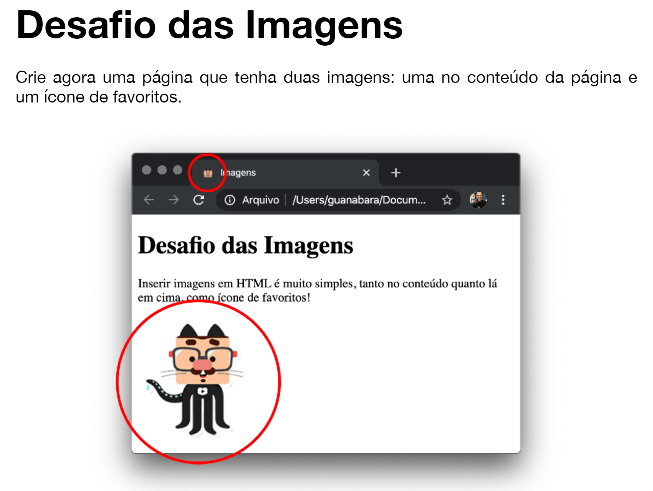 Desafio das Imagens
Crie agora uma página que tenha duas imagens: uma no conteúdo da página e
um ícone de favoritos.
Imagens
Arquivo /Users/guanabara/Docum...
Desafio das Imagens
Inserir imagens em HTML é muito simples, tanto no conteúdo quanto lá
em cima, como ícone de favoritos!